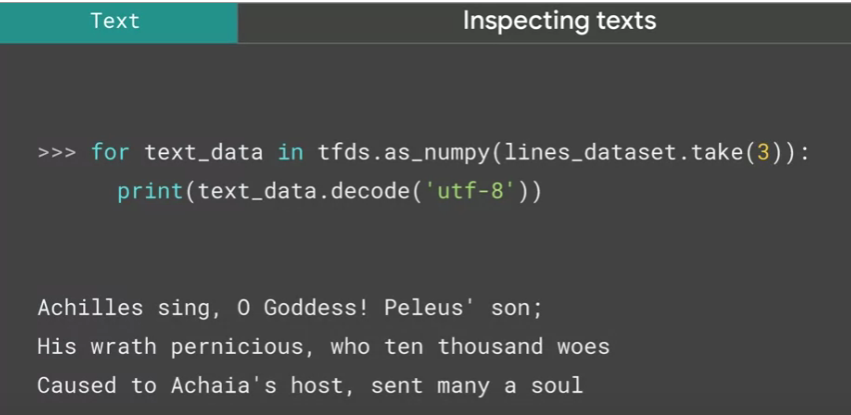 Text
Inspecting texts
>>> for text_data in tfds.as_numpy(lines_dataset.take(3)):
print(text_data.decode('utf-8'))
Achilles sing, O Goddess! Peleus' son;
His wrath pernicious, who ten thousand woes
Caused to Achaia's host, sent many a soul